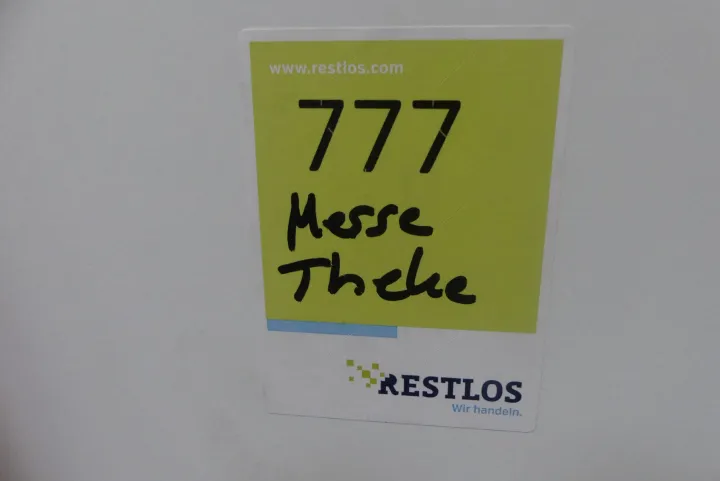 www.restlos.com
777
Messe
Theke
RESTLOS
Wir handeln.